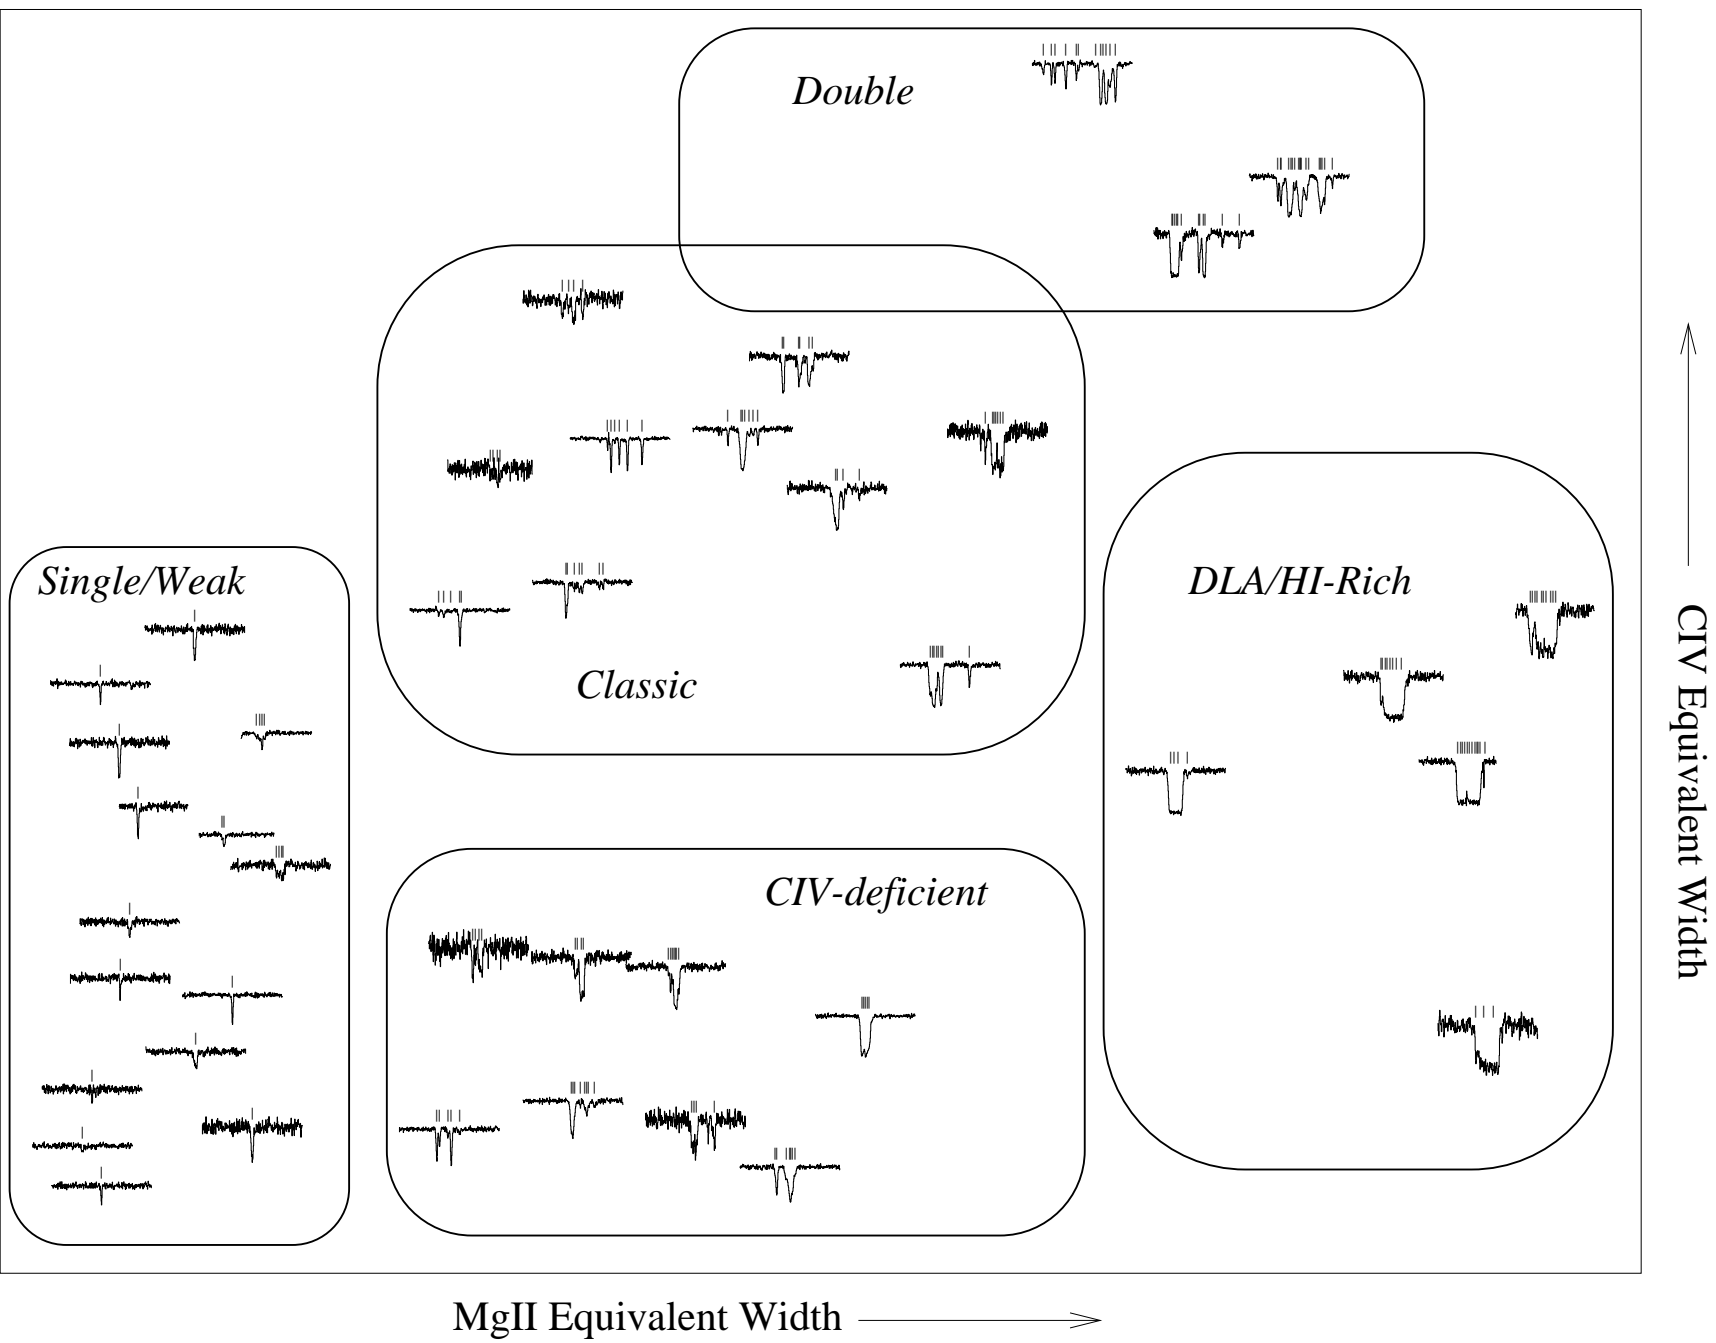 Double
Single/Weak
DLA/HI-Rich
Classic
CIV-deficient
CIV Equivalent Width
MgII Equivalent Width